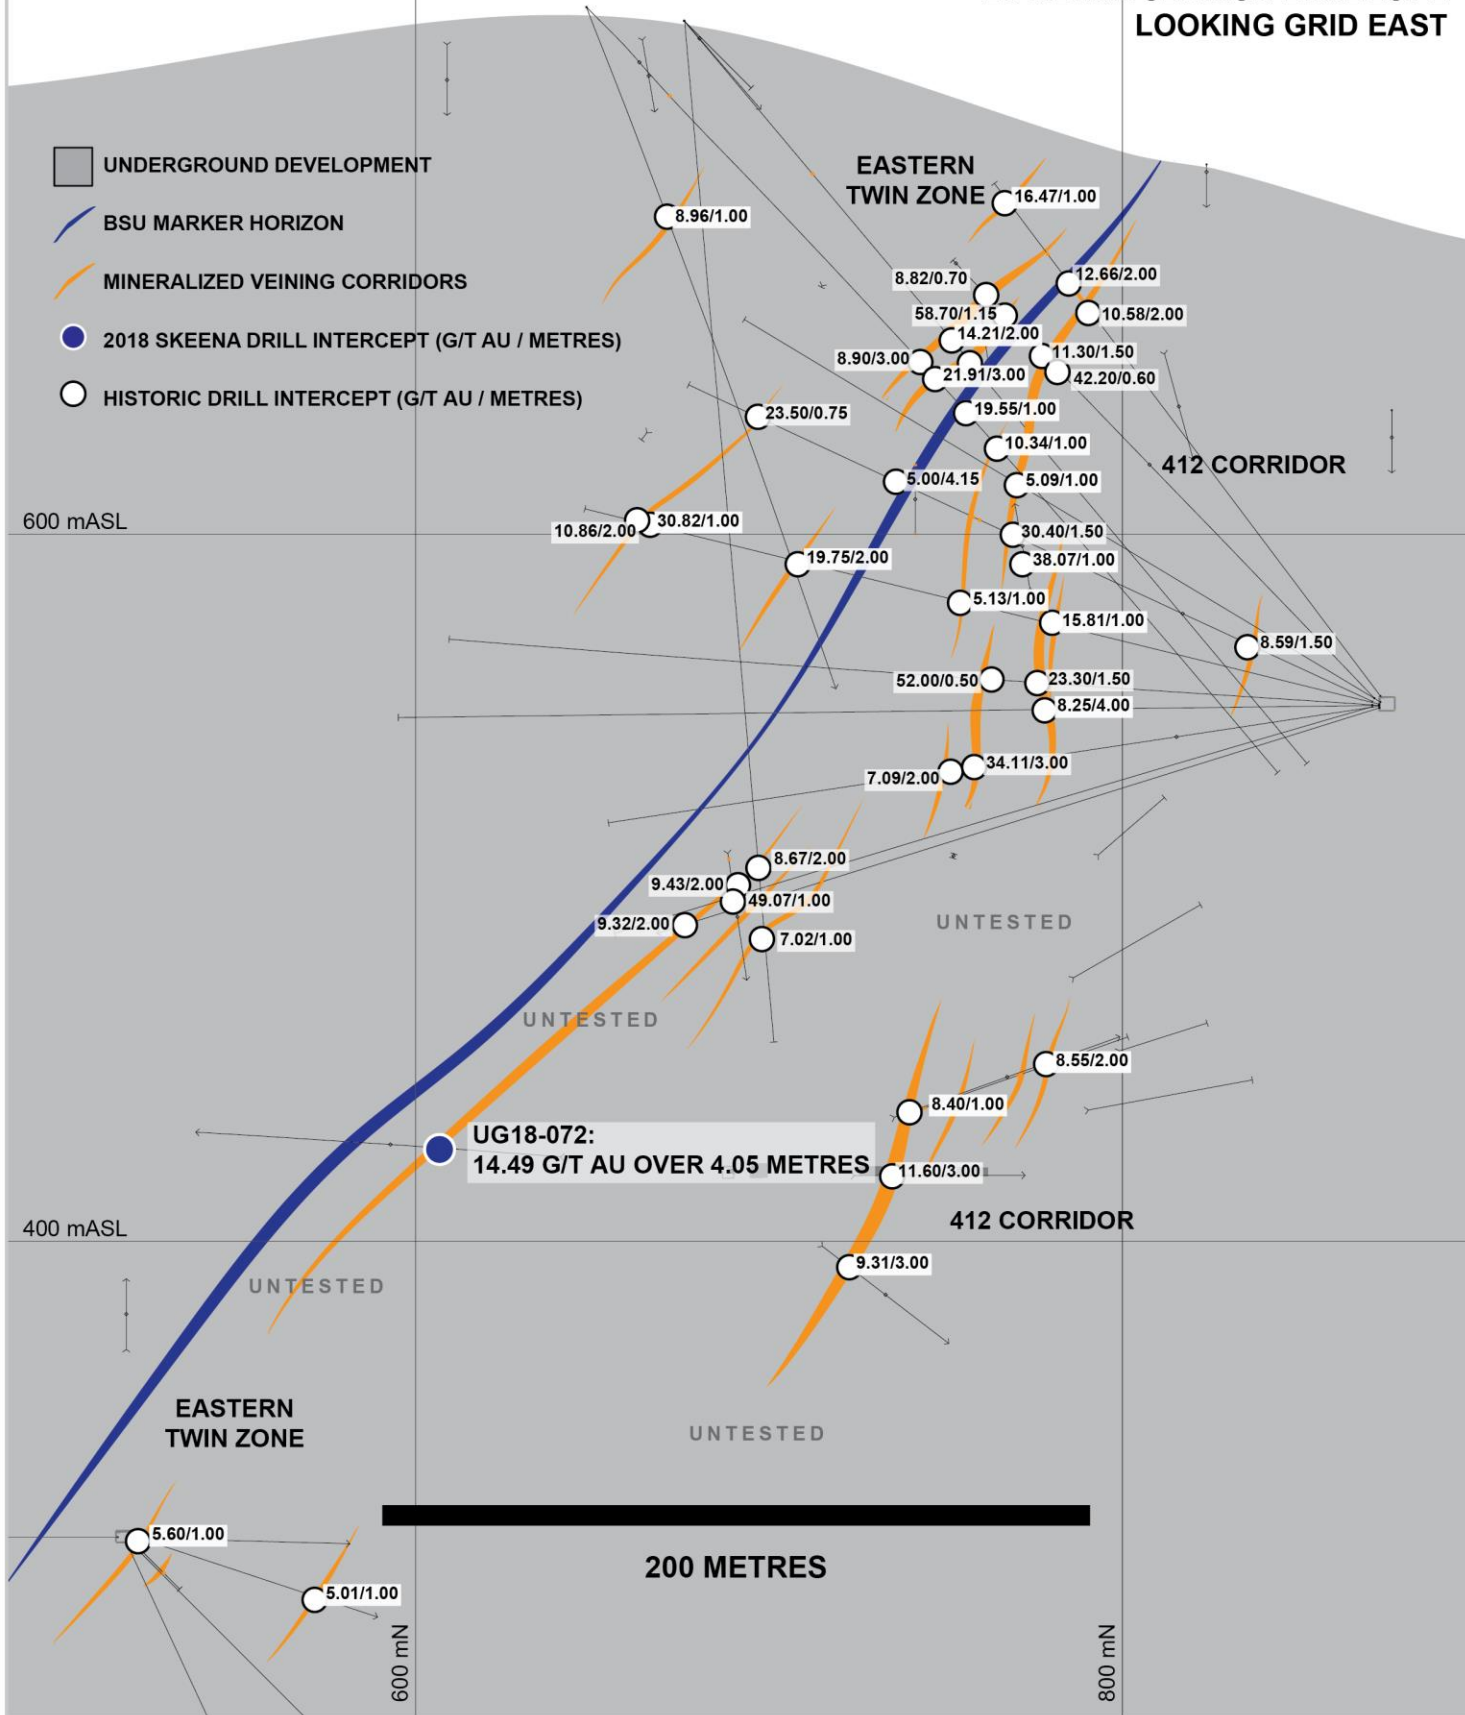 LOOKING GRID EAST
UNDERGROUND DEVELOPMENT
BSU MARKER HORIZON
MINERALIZED VEINING CORRIDORS
2018 SKEENA DRILL INTERCEPT (G/T AU / METRES)
HISTORIC DRILL INTERCEPT (G/T AU / METRES)
EASTERN
TWIN ZONE
16.47/1.00
8.96/1.00
8.82/0.70
12.66/2.00
58.70/1.15
10.58/2.00
14.21/2.00
8.90/3.00
11.30/1.50
21.91/3.00
42.20/0.60
23.50/0.75
19.55/1.00
10.34/1.00
412 CORRIDOR
5.00/4.15
5.09/1.00
600 mASL
10.86/2.00
30.82/1.00
30.40/1.50
19.75/2.00
38.07/1.00
5.13/1.00
15.81/1.00
8.59/1.50
52.00/0.50
23.30/1.50
8.25/4.00
34.11/3.00
7.09/2.00
8.67/2.00
9.43/2.00
49.07/1.00
9.32/2.00
7.02/1.00
UNTESTED
UNTESTED
8.55/2.00
8.40/1.00
UG18-072:
14.49 G/T AU OVER 4.05 METRES
11.60/3.00
412 CORRIDOR
400 mASL
9.31/3.00
UNTESTED
EASTERN
TWIN ZONE
UNTESTED
5.60/1.00
200 METRES
5.01/1.00
600 mN
800 mN